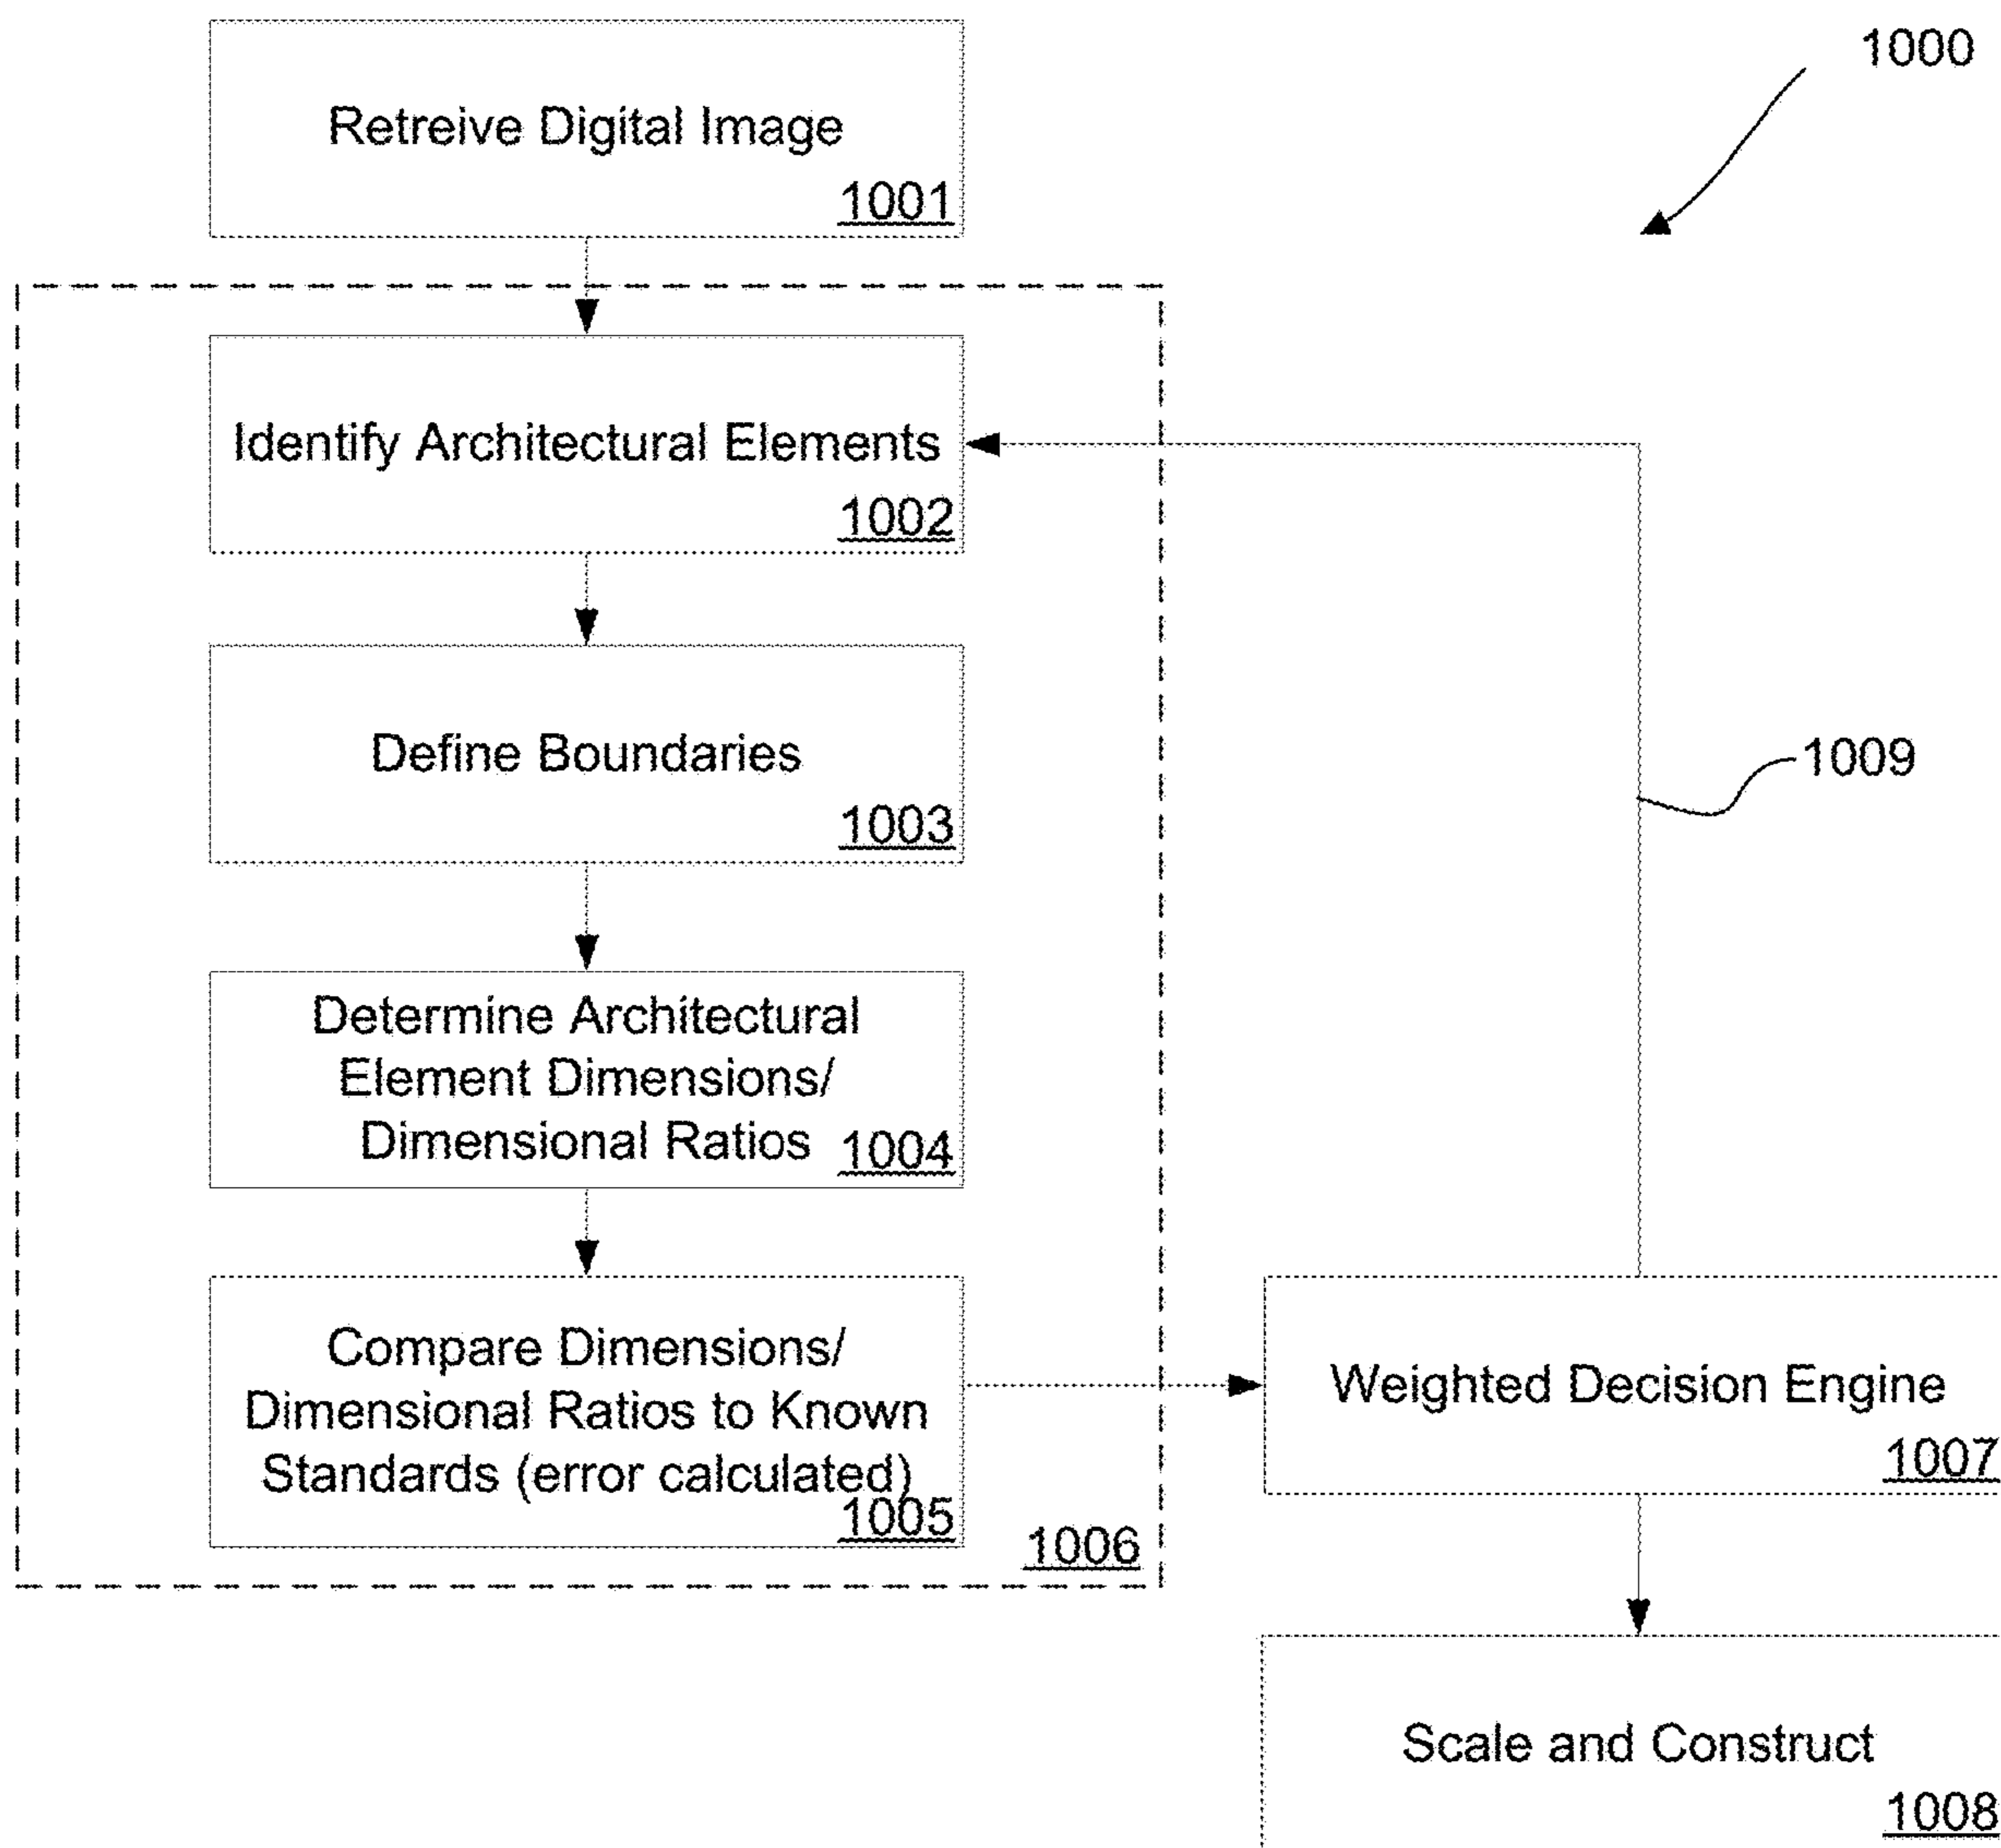 1000
Retreive Digital Image
1001
Identify Architectural Elements
1002
Define Boundaries
1003
1009
Determine Architectural
Element Dimensions/
Dimensional Ratios
1004
Compare Dimensions/
Dimensional Ratios to Known
Standards (error calculated)
1005
1006
Weighted Decision Engine
1007
Scale and Construct
1008